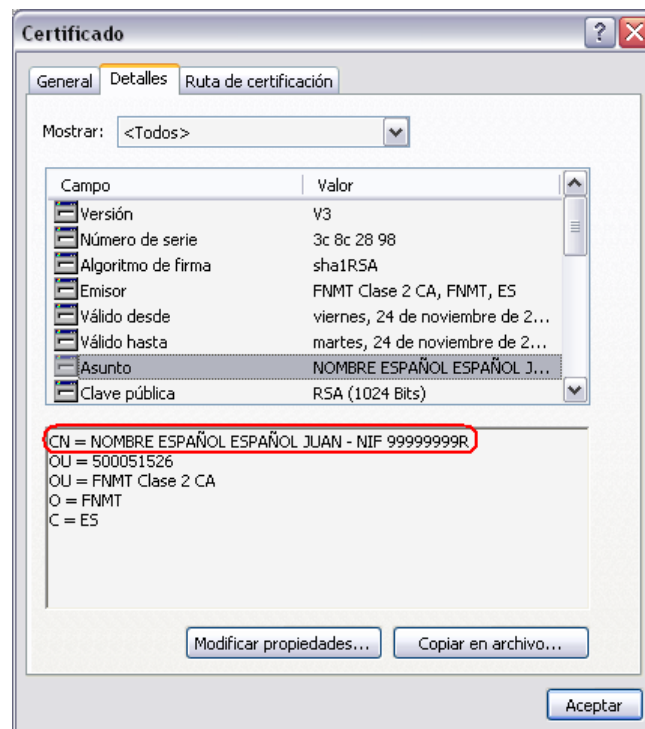 Certificado
General Detalles Ruta de certificación
Mostrar: <Todos>
Campo Valor
Versión V3
Número de serie 3c 8c 28 98
Algoritmo de firma sha1RSA
Emisor FNMT Clase 2 CA, FNMT, ES
Válido desde viernes, 24 de noviembre de 2...
Válido hasta martes, 24 de noviembre de 2...
Asunto NOMBRE ESPAÑOL ESPAÑOL J...
Clave pública RSA (1024 Bits)
CN = NOMBRE ESPAÑOL ESPAÑOL JUAN - NIF 99999999R
OU = 500051526
OU = FNMT Clase 2 CA
O = FNMT
C = ES
Modificar propiedades... Copiar en archivo...
Aceptar